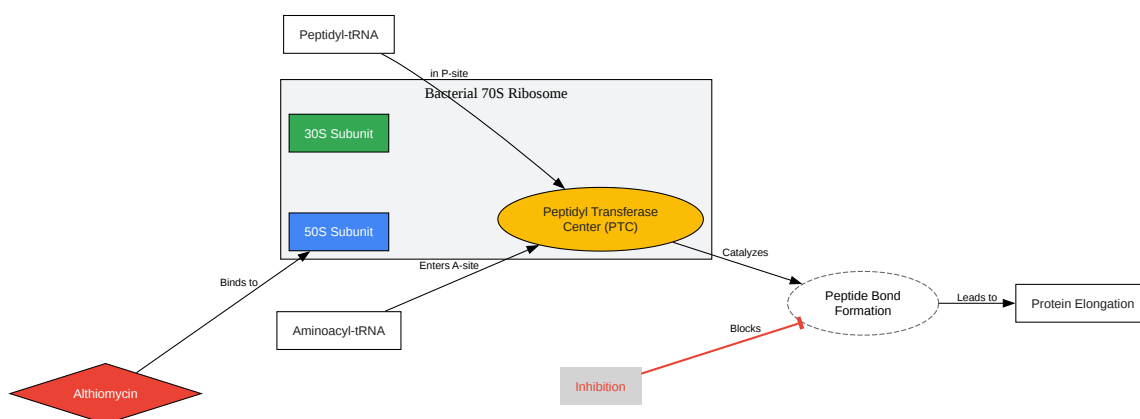 Peptidyl-tRNA
in P-site
Bacterial 70S Ribosome
30S Subunit
Peptidyl Transferase
Center (PTC)
50S Subunit
Enters A-site
Catalyzes
Binds to
Aminoacyl-tRNA
Peptide Bond
Formation
Leads to
Protein Elongation
Blocks
Inhibition
Althiomycin